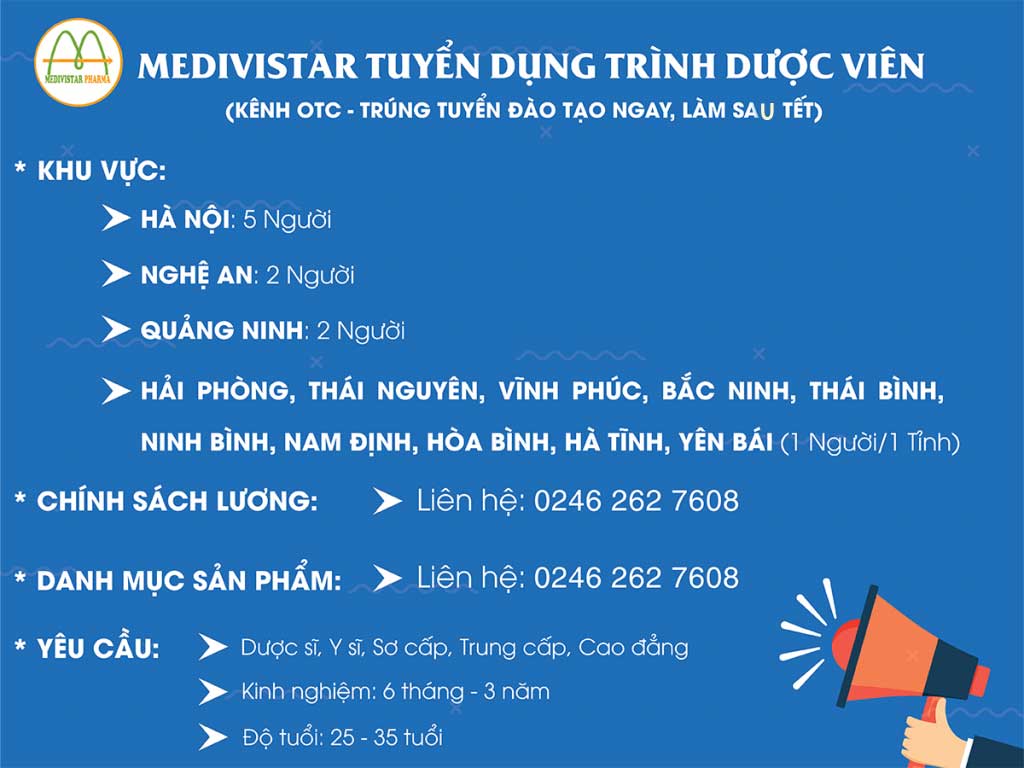 MEDIVISTAR PHARMA
MEDIVISTAR TUYỂN DỤNG TRÌNH DƯỢC VIÊN
(KÊNH OTC - TRÚNG TUYỂN ĐÀO TẠO NGAY, LÀM SAU TẾT)
* KHU VỰC:
➤ HÀ NỘI: 5 Người
➤ NGHỆ AN: 2 Người
➤ QUẢNG NINH: 2 Người
➤ HẢI PHÒNG, THÁI NGUYÊN, VĨNH PHÚC, BẮC NINH, THÁI BÌNH,
NINH BÌNH, NAM ĐỊNH, HÒA BÌNH, HÀ TĨNH, YÊN BÁI (1 Người/1 Tỉnh)
* CHÍNH SÁCH LƯƠNG: ➤ Liên hệ: 0246 262 7608
* DANH MỤC SẢN PHẨM: ➤ Liên hệ: 0246 262 7608
* YÊU CẦU: ➤ Dược sĩ, Y sĩ, Sơ cấp, Trung cấp, Cao đẳng
➤ Kinh nghiệm: 6 tháng - 3 năm
➤ Độ tuổi: 25 - 35 tuổi